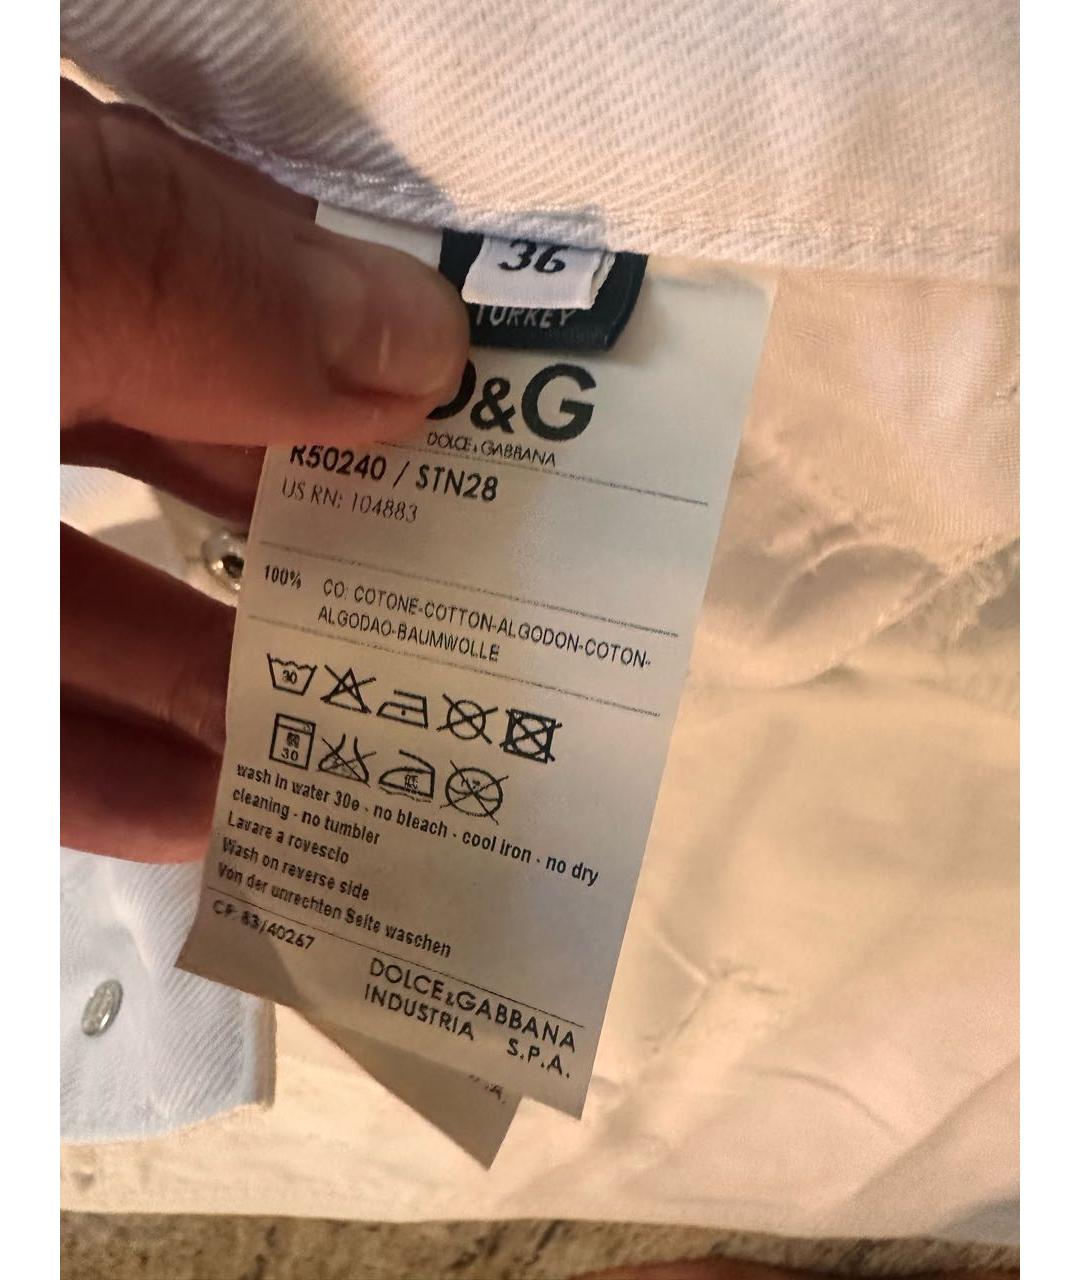 36
TURKEY
D&G
DOLCE & GABBANA
R50240 / STN28
US RN: 104883
100% CO: COTONE-COTTON-ALGODON-COTON-
ALGODAO-BAUMWOLLE
30
30
低
wash in water 30e - no bleach - cool iron - no dry
cleaning - no tumbler
Lavare a rovescio
Wash on reverse side
Von der unrechten Seite waschen
CF: 83/40267
DOLCE&GABBANA
INDUSTRIA S.P.A.